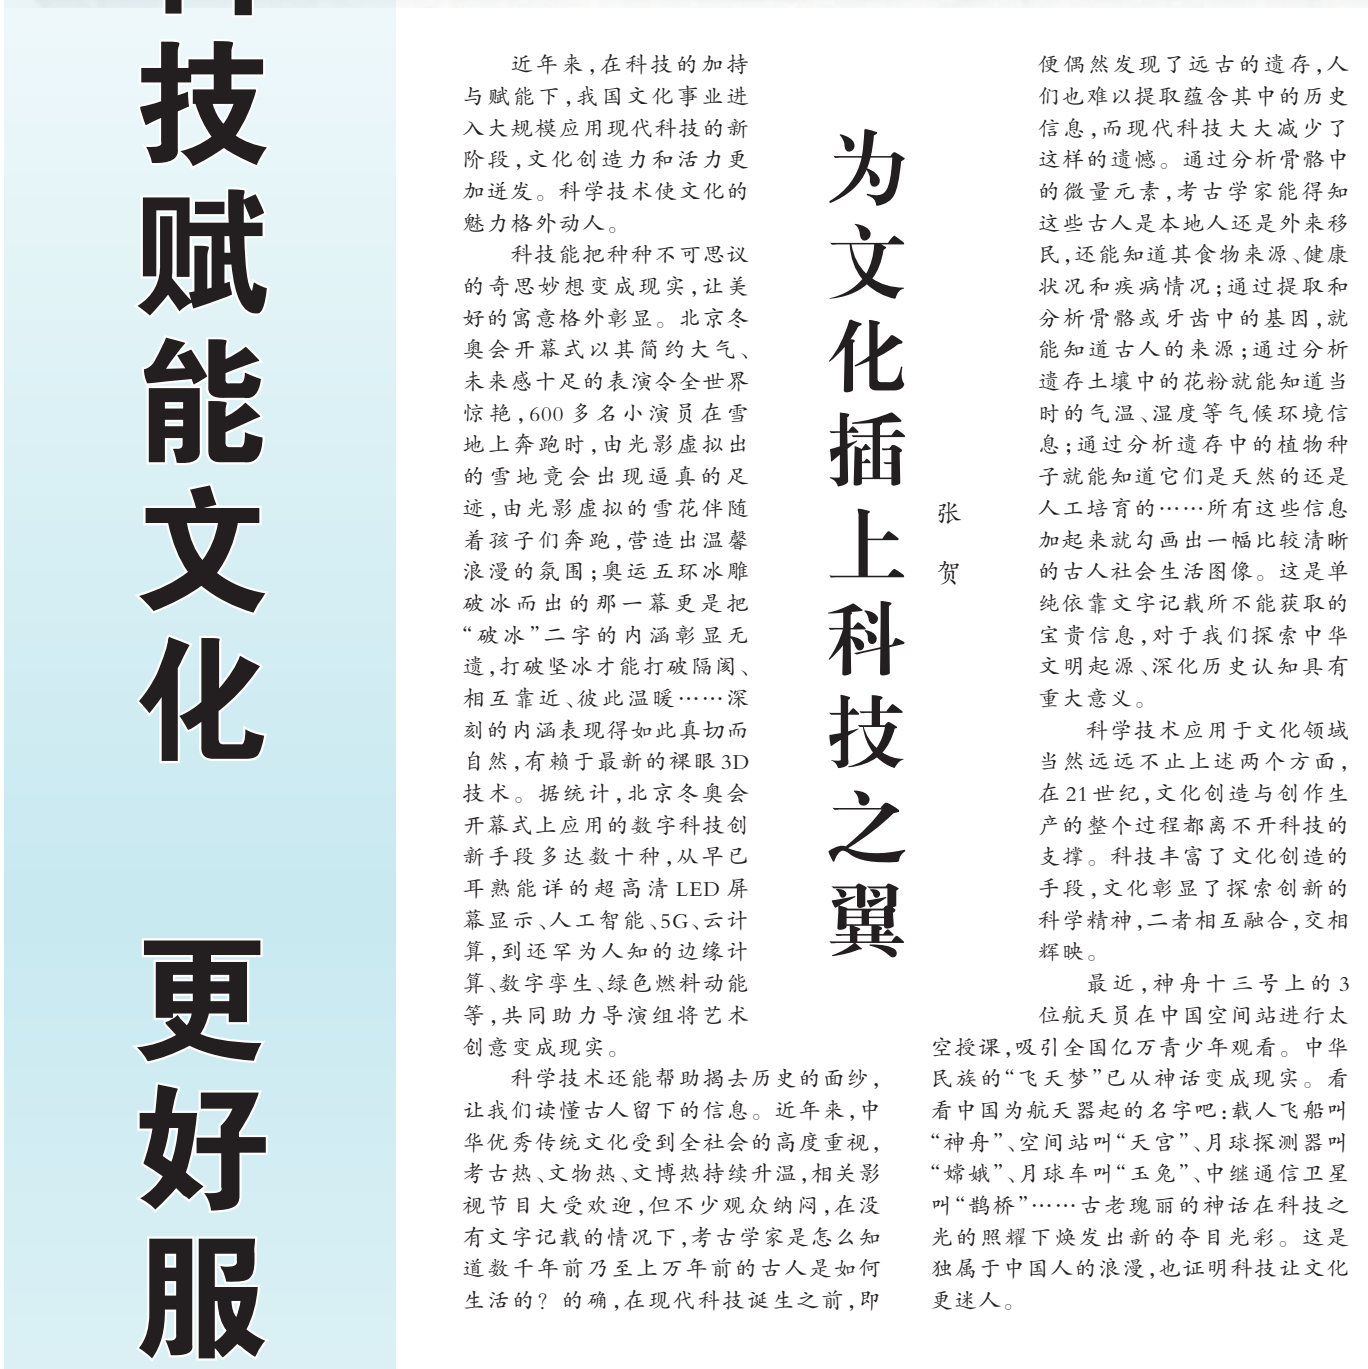 技赋能文化 更好服
为文化插上科技之翼
张贺
近年来,在科技的加持
与赋能下,我国文化事业进
入大规模应用现代科技的新
阶段,文化创造力和活力更
加迸发。科学技术使文化的
魅力格外动人。
科技能把种种不可思议
的奇思妙想变成现实,让美
好的寓意格外彰显。北京冬
奥会开幕式以其简约大气、
未来感十足的表演令全世界
惊艳,600多名小演员在雪
地上奔跑时,由光影虚拟出
的雪地竟会出现逼真的足
迹,由光影虚拟的雪花伴随
着孩子们奔跑,营造出温馨
浪漫的氛围;奥运五环冰雕
破冰而出的那一幕更是把
“破冰”二字的内涵彰显无
遗,打破坚冰才能打破隔阂、
相互靠近、彼此温暖……深
刻的内涵表现得如此真切而
自然,有赖于最新的裸眼3D
技术。据统计,北京冬奥会
开幕式上应用的数字科技创
新手段多达数十种,从早已
耳熟能详的超高清LED屏
幕显示、人工智能、5G、云计
算,到还罕为人知的边缘计
算、数字孪生、绿色燃料动能
等,共同助力导演组将艺术
创意变成现实。
科学技术还能帮助揭去历史的面纱,
让我们读懂古人留下的信息。近年来,中
华优秀传统文化受到全社会的高度重视,
考古热、文物热、文博热持续升温,相关影
视节目大受欢迎,但不少观众纳闷,在没
有文字记载的情况下,考古学家是怎么知
道数千年前乃至上万年前的古人是如何
生活的？的确,在现代科技诞生之前,即
便偶然发现了远古的遗存,人
们也难以提取蕴含其中的历史
信息,而现代科技大大减少了
这样的遗憾。通过分析骨骼中
的微量元素,考古学家能得知
这些古人是本地人还是外来移
民,还能知道其食物来源、健康
状况和疾病情况;通过提取和
分析骨骼或牙齿中的基因,就
能知道古人的来源;通过分析
遗存土壤中的花粉就能知道当
时的气温、湿度等气候环境信
息;通过分析遗存中的植物种
子就能知道它们是天然的还是
人工培育的……所有这些信息
加起来就勾画出一幅比较清晰
的古人社会生活图像。这是单
纯依靠文字记载所不能获取的
宝贵信息,对于我们探索中华
文明起源、深化历史认知具有
重大意义。
科学技术应用于文化领域
当然远远不止上述两个方面,
在21世纪,文化创造与创作生
产的整个过程都离不开科技的
支撑。科技丰富了文化创造的
手段,文化彰显了探索创新的
科学精神,二者相互融合,交相
辉映。
最近,神舟十三号上的3
位航天员在中国空间站进行太
空授课,吸引全国亿万青少年观看。中华
民族的“飞天梦”已从神话变成现实。看
看中国为航天器起的名字吧:载人飞船叫
“神舟”、空间站叫“天宫”、月球探测器叫
“嫦娥”、月球车叫“玉兔”、中继通信卫星
叫“鹊桥”……古老瑰丽的神话在科技之
光的照耀下焕发出新的夺目光彩。这是
独属于中国人的浪漫,也证明科技让文化
更迷人。